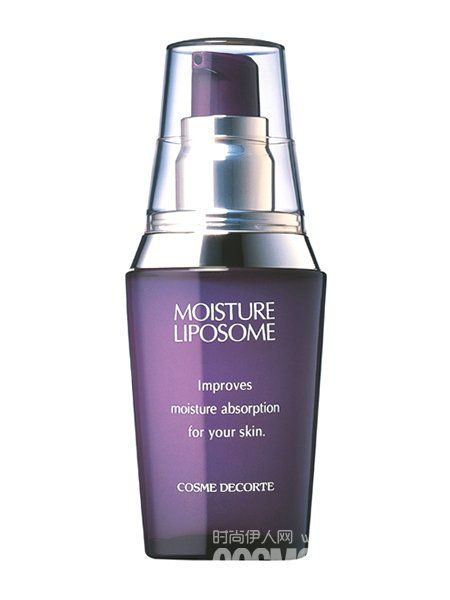 MOISTURE
LIPOSOME
Improves
moisture absorption
for your skin.
COSME DECORTE
时尚伊人网